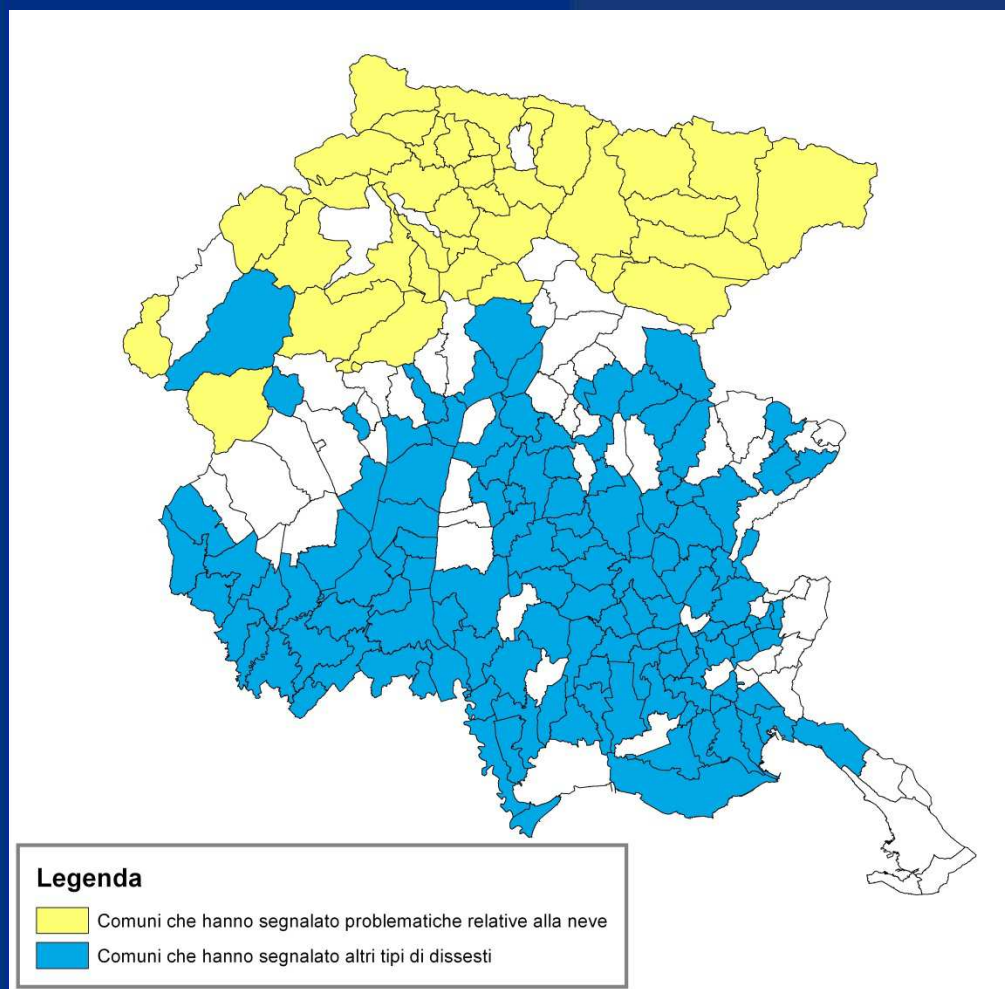 Legenda
Comuni che hanno segnalato problematiche relative alla neve
Comuni che hanno segnalato altri tipi di dissesti